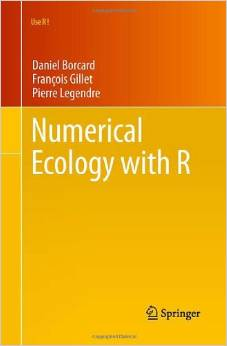 Use R!
Daniel Borcard
François Gillet
Pierre Legendre
Numerical
Ecology with R
Springer